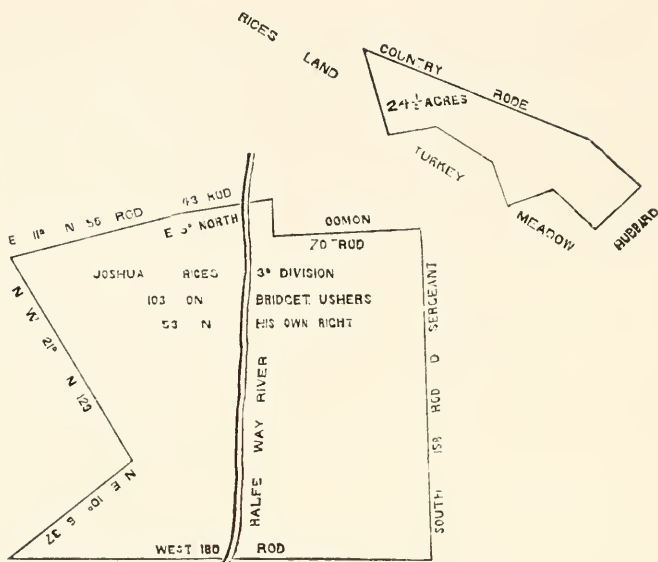 RICES
LAND
COUNTRY
RODE
24½ ACRES
TURKEY
MEADOW
HUBBARD
E 11° N 56 ROD
43 ROD
E 5° NORTH
COMON
70 ROD
JOSHUA RICES 3ᵈ DIVISION
103 ON BRIDGET USHERS
53 N HIS OWN RIGHT
N W 21° N 129
N E 10° S 37
HALFE WAY RIVER
SOUTH 158 ROD D SERGEANT
WEST 180 ROD